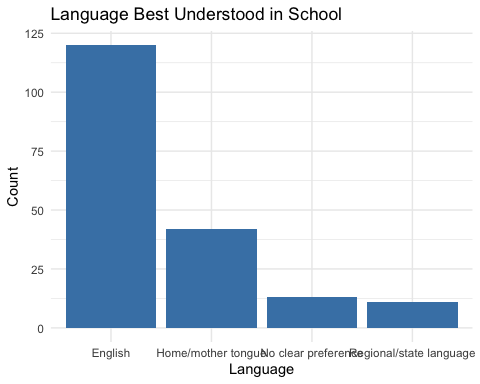 Language Best Understood in School
125
100
75
50
25
0
Count
English Home/mother tongue No clear preference Regional/state language
Language